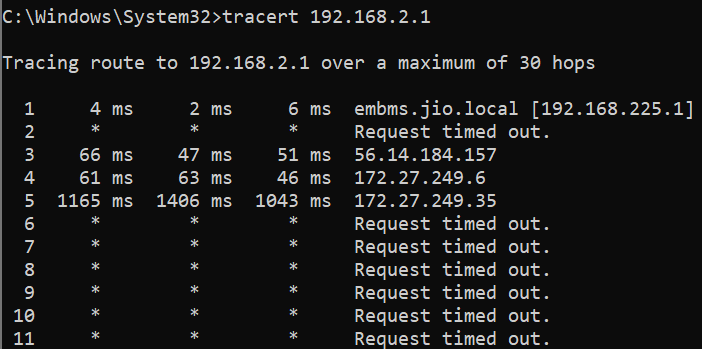 C:\Windows\System32>tracert 192.168.2.1
Tracing route to 192.168.2.1 over a maximum of 30 hops
1 4 ms 2 ms 6 ms embms.jio.local [192.168.225.1]
2 * * * Request timed out.
3 66 ms 47 ms 51 ms 56.14.184.157
4 61 ms 63 ms 46 ms 172.27.249.6
5 1165 ms 1406 ms 1043 ms 172.27.249.35
6 * * * Request timed out.
7 * * * Request timed out.
8 * * * Request timed out.
9 * * * Request timed out.
10 * * * Request timed out.
11 * * * Request timed out.